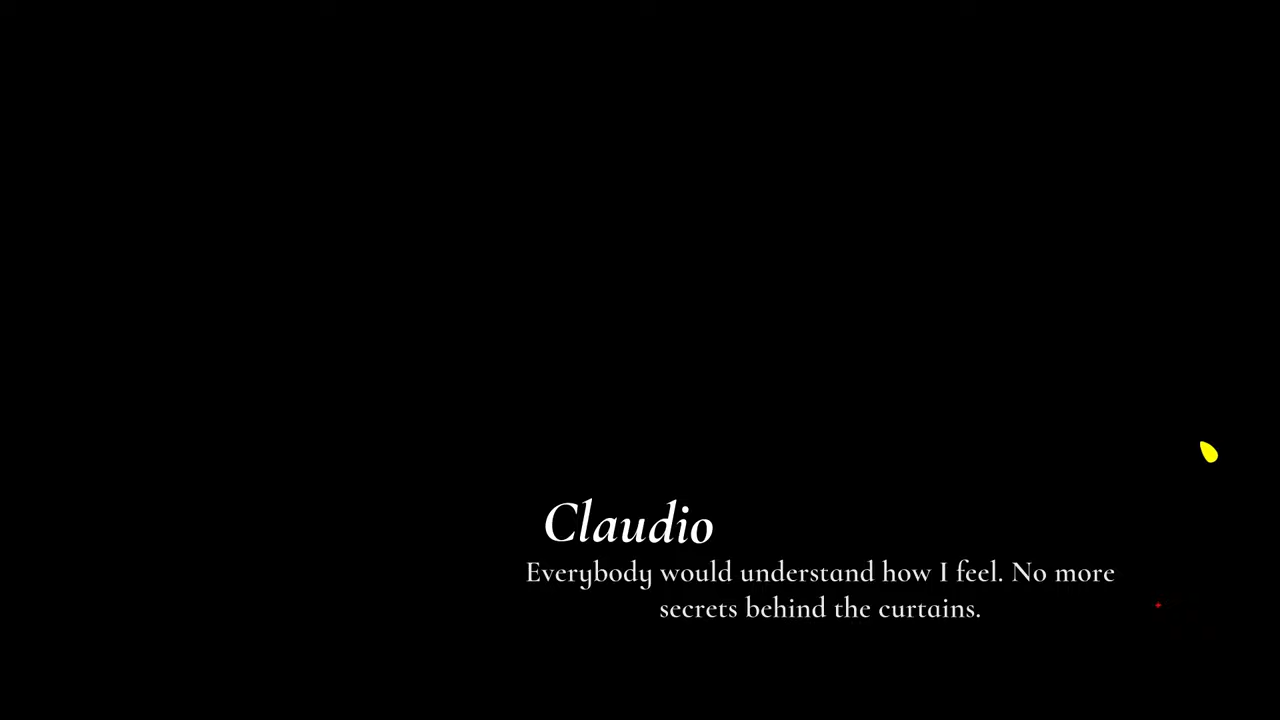 Claudio
Everybody would understand how I feel. No more
secrets behind the curtains.